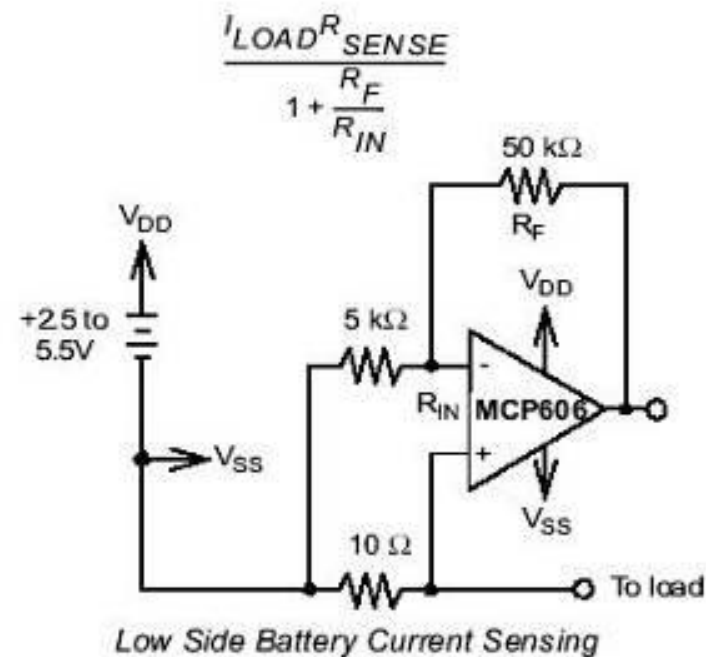 I_LOAD R_SENSE
1 + R_F
R_IN
50 kΩ
R_F
V_DD
V_DD
+2.5 to
5.5V
5 kΩ
-
R_IN
MCP606
+
V_SS
V_SS
10 Ω
To load
Low Side Battery Current Sensing